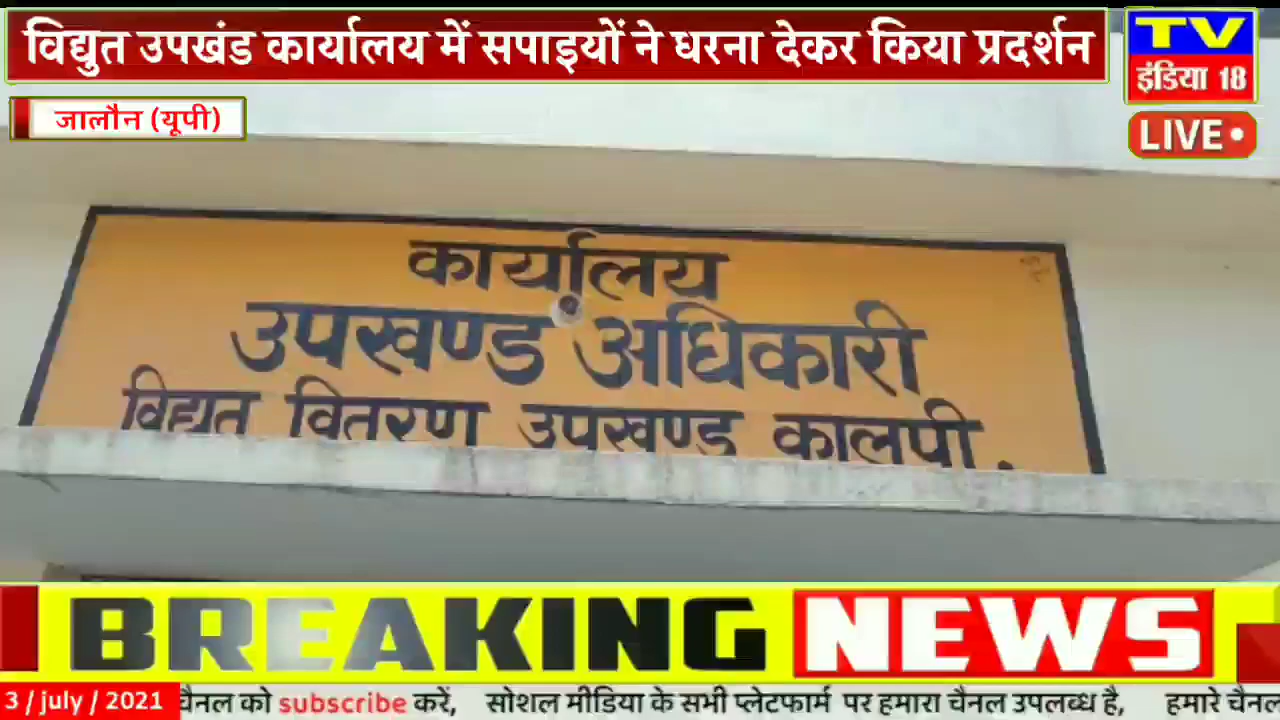 विद्युत उपखंड कार्यालय में सपाइयों ने धरना देकर किया प्रदर्शन
TV
इंडिया 18
जालौन (यूपी)
LIVE
कार्यालय
उपखण्ड अधिकारी
विद्युत वितरण उपखण्ड कालपी.
BREAKING NEWS
3 / july / 2021 चैनल को subscribe करें, सोशल मीडिया के सभी प्लेटफार्म पर हमारा चैनल उपलब्ध है, हमारे चैनल